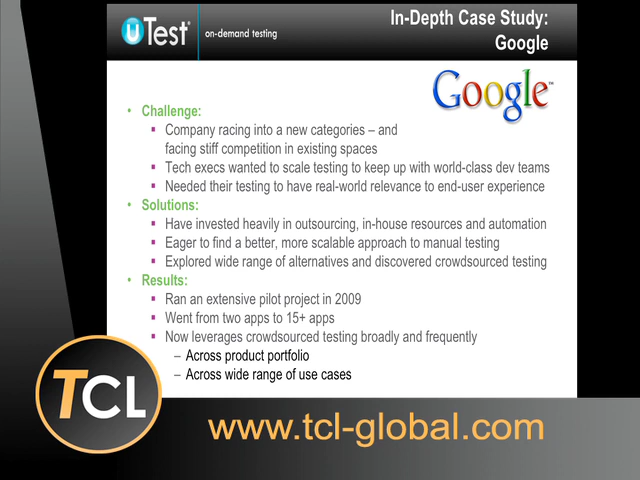 uTest® on-demand testing
In-Depth Case Study:
Google
Google™
• Challenge:
▪ Company racing into a new categories – and
facing stiff competition in existing spaces
▪ Tech execs wanted to scale testing to keep up with world-class dev teams
▪ Needed their testing to have real-world relevance to end-user experience
• Solutions:
▪ Have invested heavily in outsourcing, in-house resources and automation
▪ Eager to find a better, more scalable approach to manual testing
▪ Explored wide range of alternatives and discovered crowdsourced testing
• Results:
▪ Ran an extensive pilot project in 2009
▪ Went from two apps to 15+ apps
▪ Now leverages crowdsourced testing broadly and frequently
– Across product portfolio
– Across wide range of use cases
TCL
www.tcl-global.com